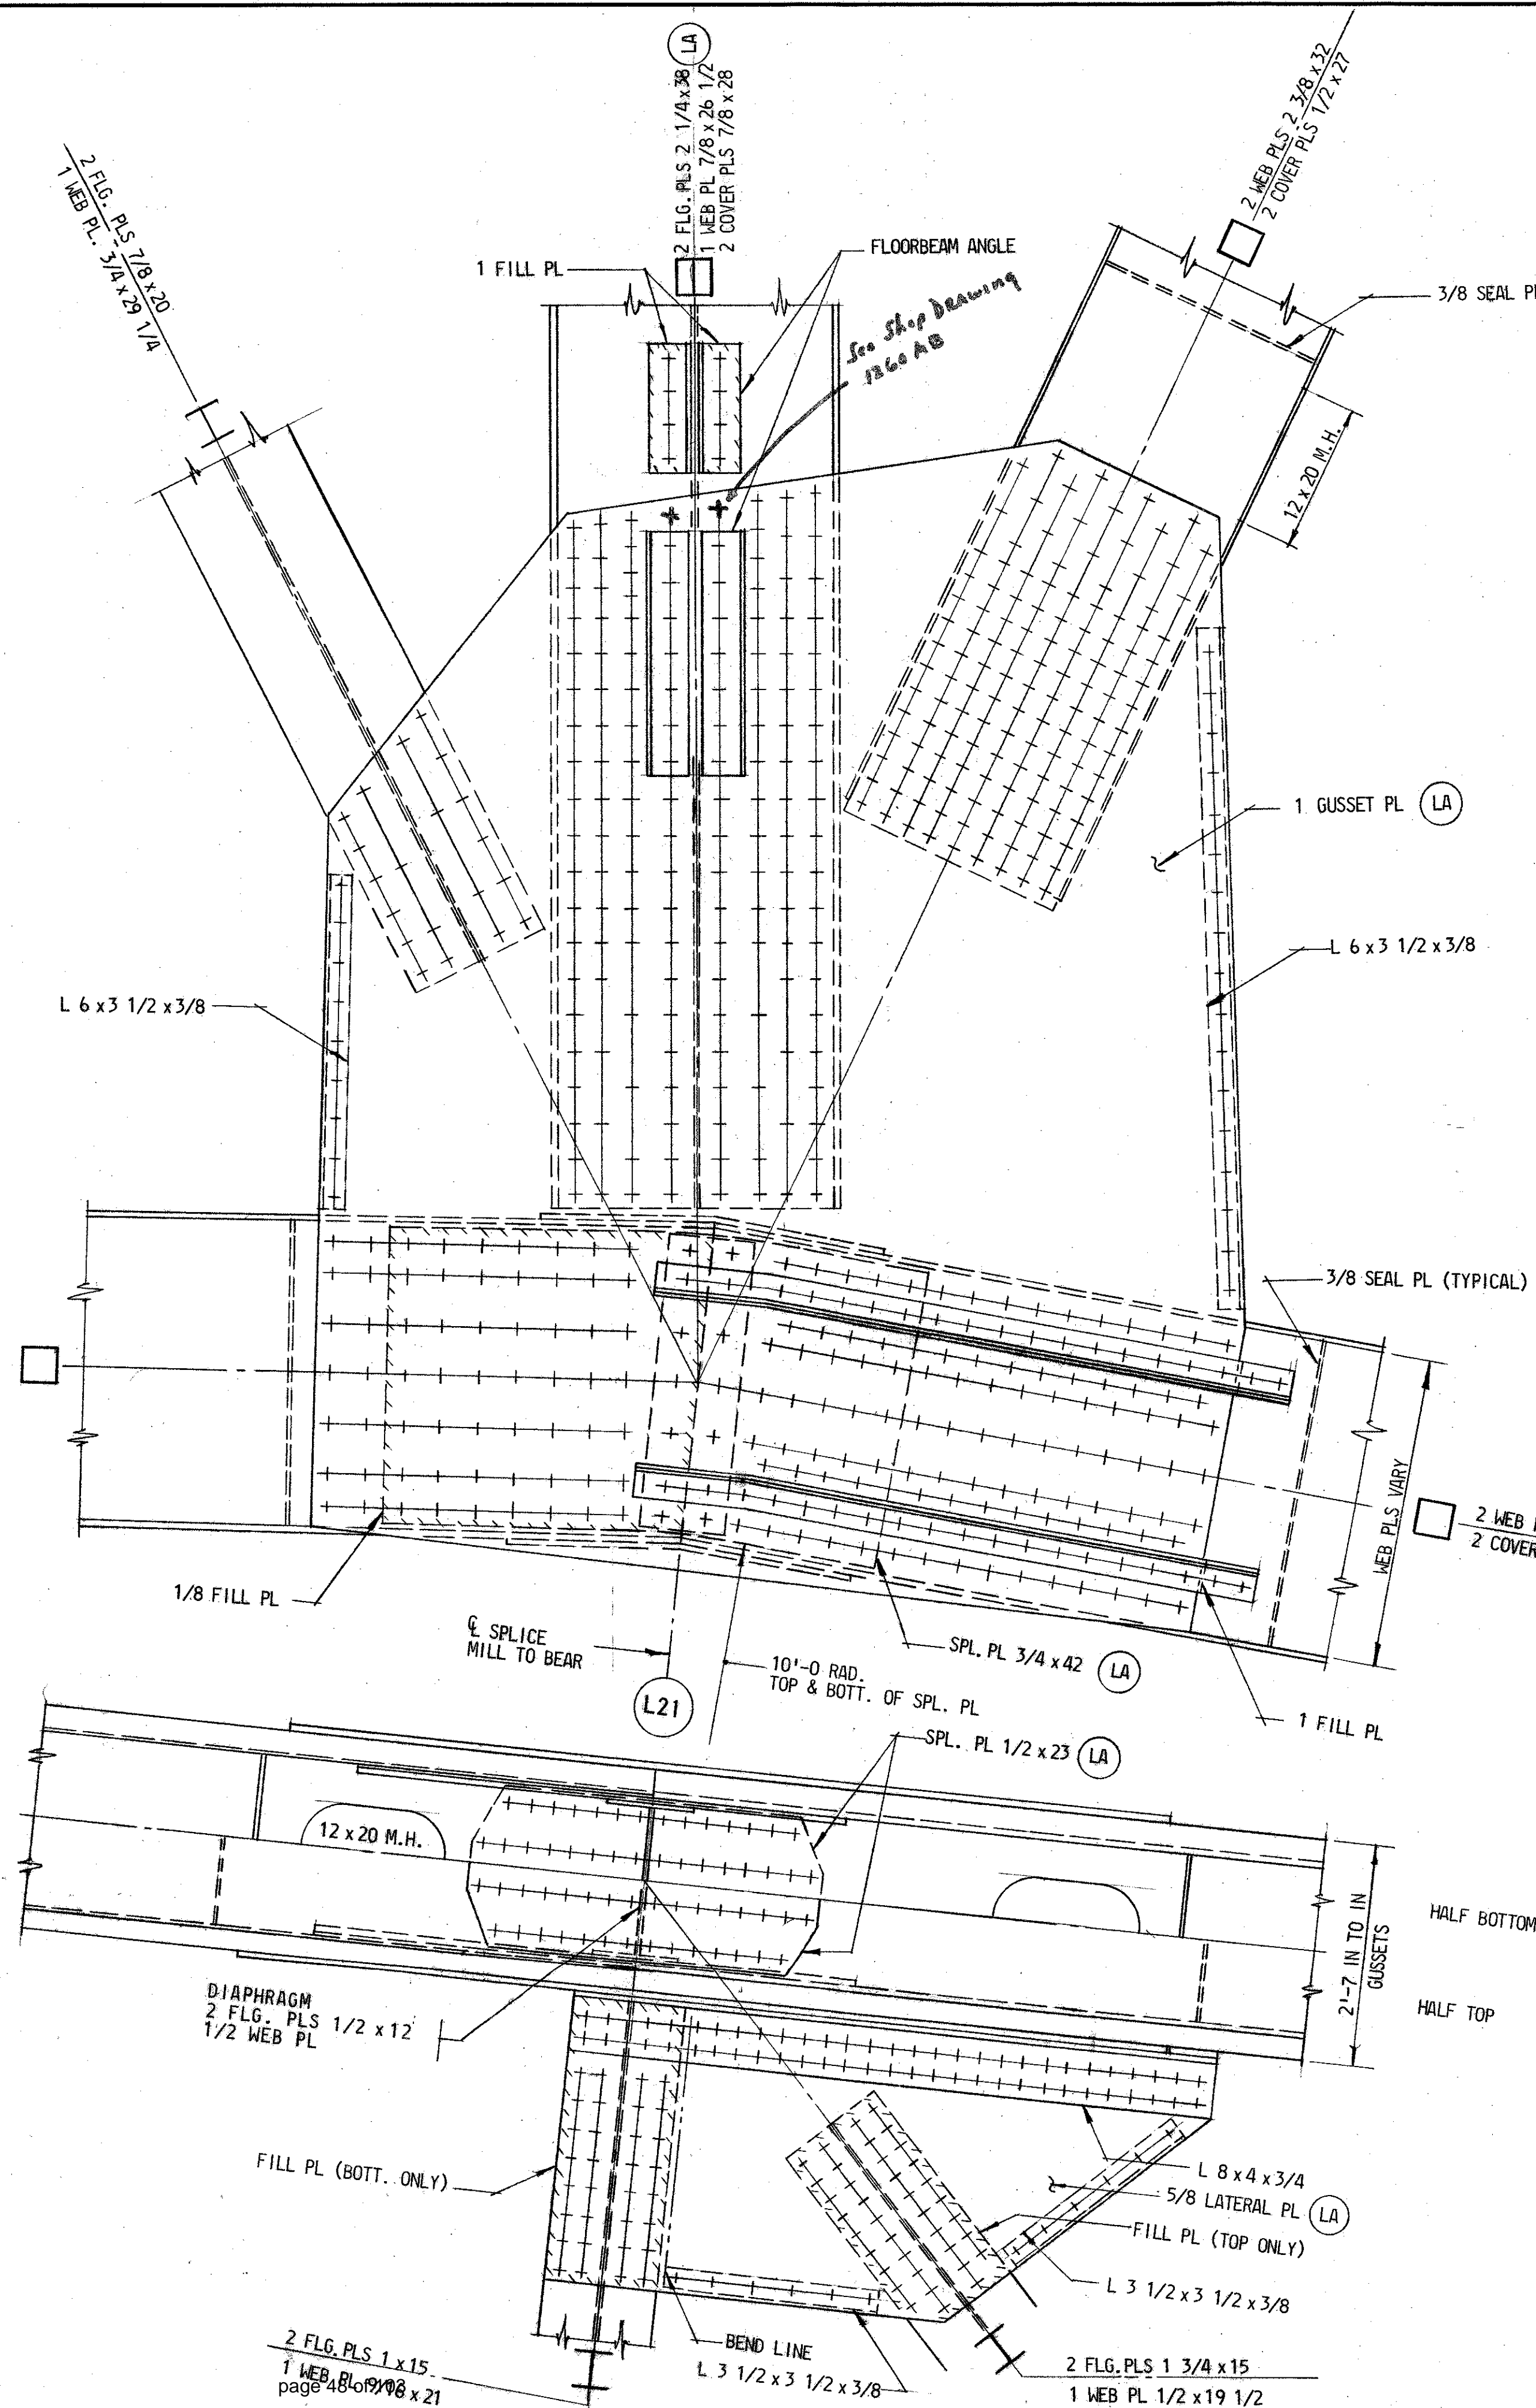 LA
2 FLG. PLS 2 1/4 x 38
1 WEB PL 7/8 x 26 1/2
2 COVER PLS 7/8 x 28
2 WEB PLS 2 3/8 x 32
2 COVER PLS 1/2 x 27
2 FLG. PLS 7/8 x 20
1 WEB PL. 3/4 x 29 1/4
1 FILL PL
FLOORBEAM ANGLE
See Shop Drawing
1260 AB
3/8 SEAL
12 x 20 M.H.
1 GUSSET PL LA
L 6 x 3 1/2 x 3/8
L 6 x 3 1/2 x 3/8
3/8 SEAL PL (TYPICAL)
WEB PLS VARY
2 WEB
2 COVER
1/8 FILL PL
℄ SPLICE
MILL TO BEAR
L21
10'-0 RAD.
TOP & BOTT. OF SPL. PL
SPL. PL 3/4 x 42 LA
1 FILL PL
SPL. PL 1/2 x 23 LA
12 x 20 M.H.
HALF BOTTOM
2'-7 IN TO IN
GUSSETS
HALF TOP
DIAPHRAGM
2 FLG. PLS 1/2 x 12
1/2 WEB PL
FILL PL (BOTT. ONLY)
L 8 x 4 x 3/4
5/8 LATERAL PL LA
FILL PL (TOP ONLY)
L 3 1/2 x 3 1/2 x 3/8
BEND LINE
L 3 1/2 x 3 1/2 x 3/8
2 FLG. PLS 1 x 15
1 WEB PL 9/16 x 21
page 48 of
2 FLG. PLS 1 3/4 x 15
1 WEB PL 1/2 x 19 1/2